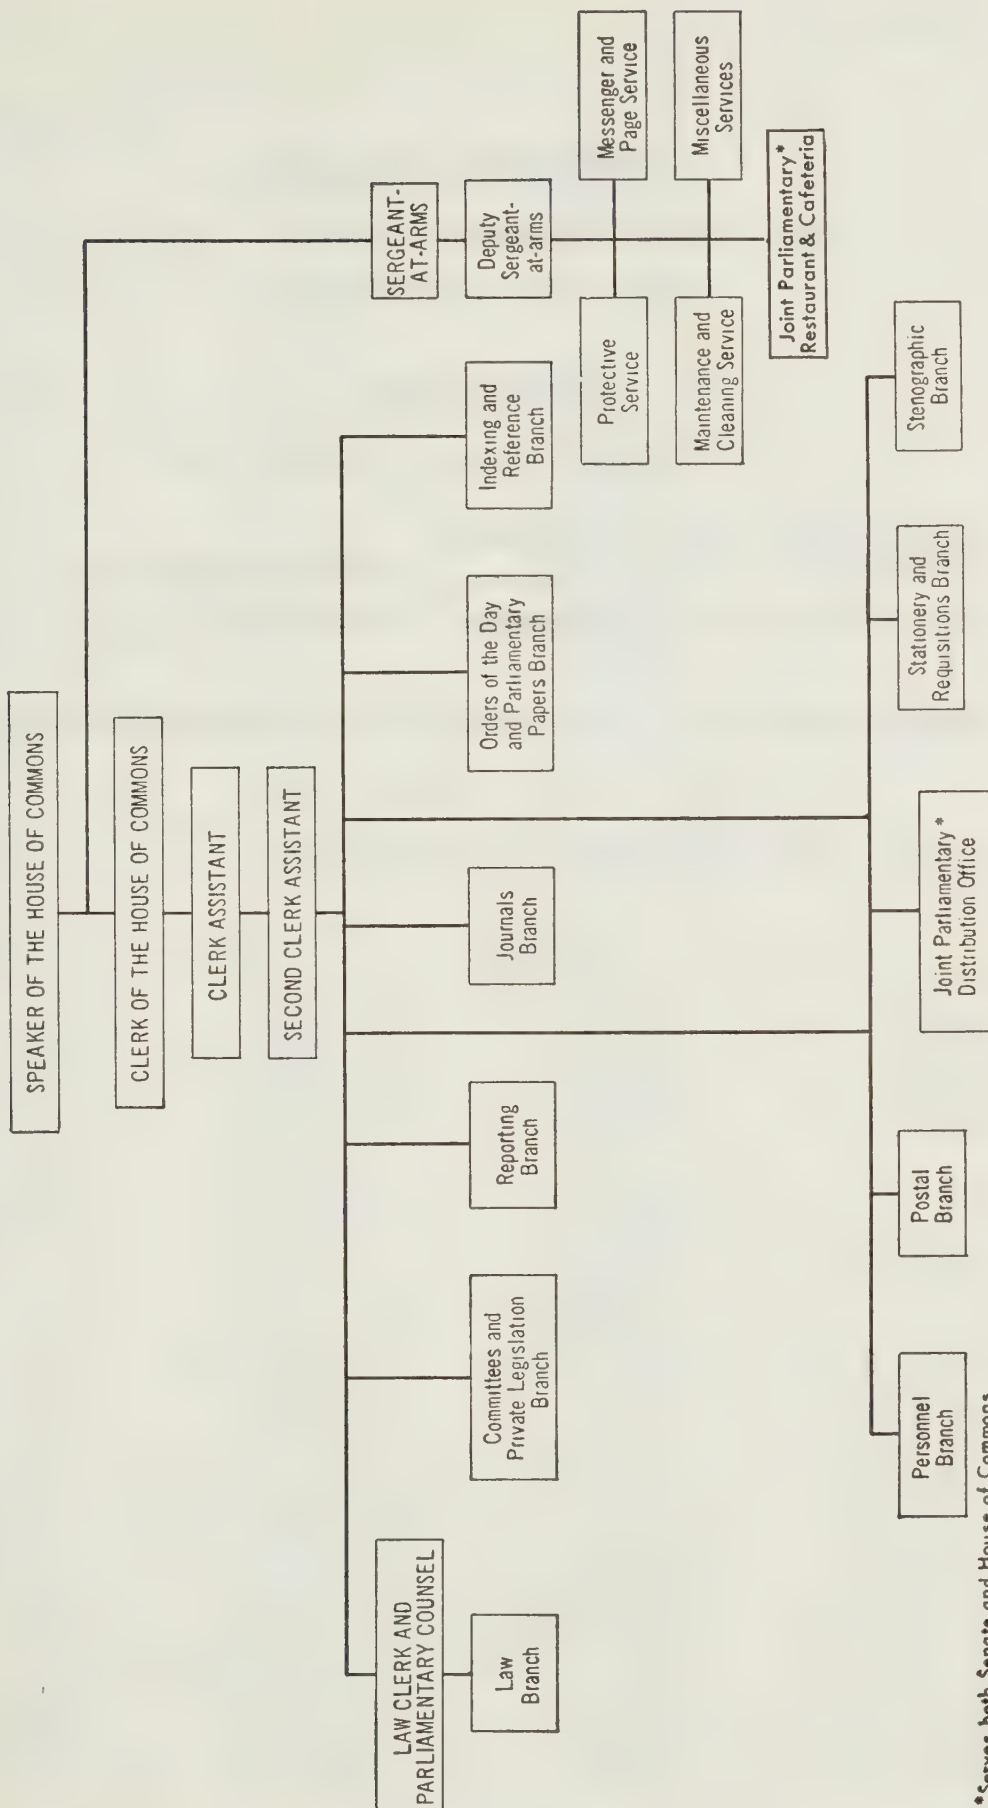 SPEAKER OF THE HOUSE OF COMMONS
CLERK OF THE HOUSE OF COMMONS
CLERK ASSISTANT
SECOND CLERK ASSISTANT
LAW CLERK AND
PARLIAMENTARY COUNSEL
SERGEANT-
AT-ARMS
Law
Branch
Committees and
Private Legislation
Branch
Reporting
Branch
Journals
Branch
Orders of the Day
and Parliamentary
Papers Branch
Indexing and
Reference
Branch
Deputy
Sergeant-
at-arms
Protective
Service
Messenger and
Page Service
Maintenance and
Cleaning Service
Miscellaneous
Services
Joint Parliamentary*
Restaurant & Cafeteria
Personnel
Branch
Postal
Branch
Joint Parliamentary*
Distribution Office
Stationery and
Requisitions Branch
Stenographic
Branch
*Serves both Senate and House of Commons